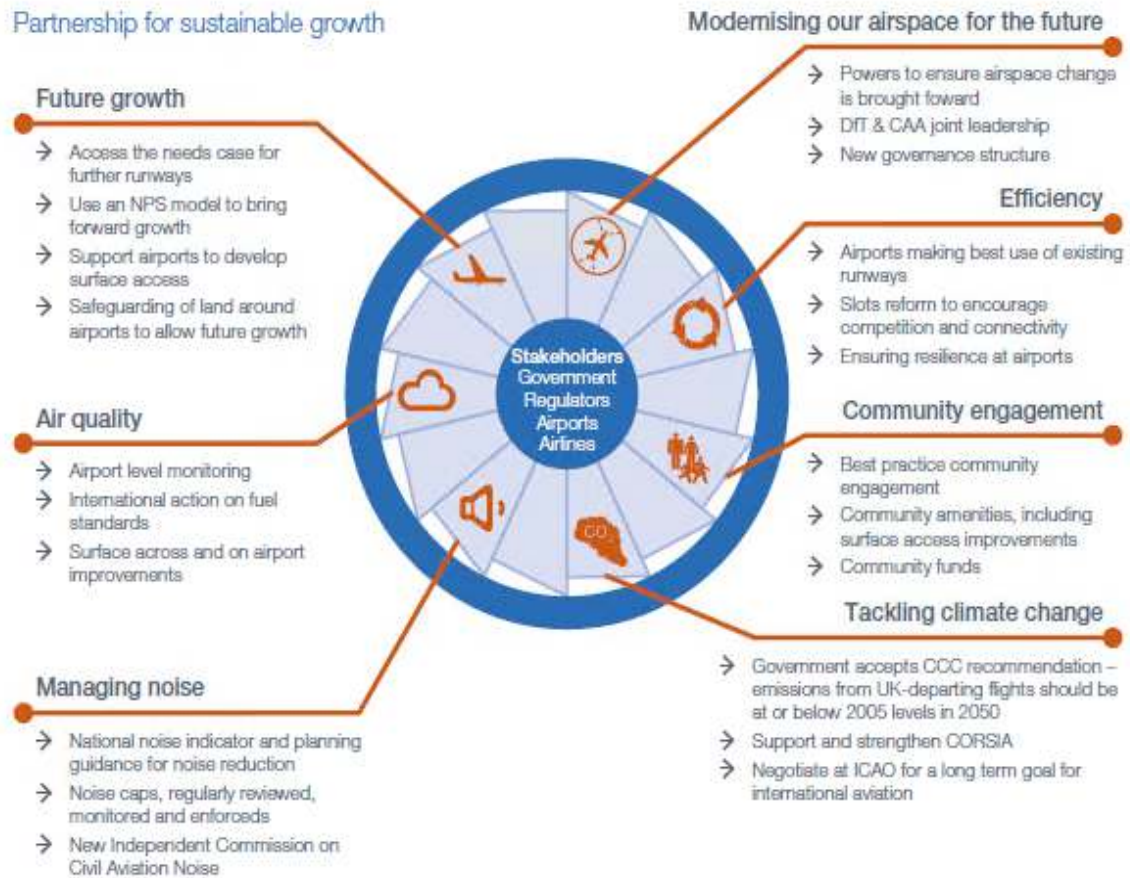 Partnership for sustainable growth
Modernising our airspace for the future
→ Powers to ensure airspace change
is brought foward
→ DfT & CAA joint leadership
→ New governance structure
Future growth
→ Access the needs case for
further runways
→ Use an NPS model to bring
forward growth
→ Support airports to develop
surface access
→ Safeguarding of land around
airports to allow future growth
Efficiency
→ Airports making best use of existing
runways
→ Slots reform to encourage
competition and connectivity
→ Ensuring resilience at airports
Stakeholders
Government
Regulators
Airports
Airlines
Air quality
→ Airport level monitoring
→ International action on fuel
standards
→ Surface across and on airport
improvements
Community engagement
→ Best practice community
engagement
→ Community amenities, including
surface access improvements
→ Community funds
CO2
Tackling climate change
→ Government accepts CCC recommendation –
emissions from UK-departing flights should be
at or below 2005 levels in 2050
→ Support and strengthen CORSIA
→ Negotiate at ICAO for a long term goal for
international aviation
Managing noise
→ National noise indicator and planning
guidance for noise reduction
→ Noise caps, regularly reviewed,
monitored and enforceds
→ New Independent Commission on
Civil Aviation Noise